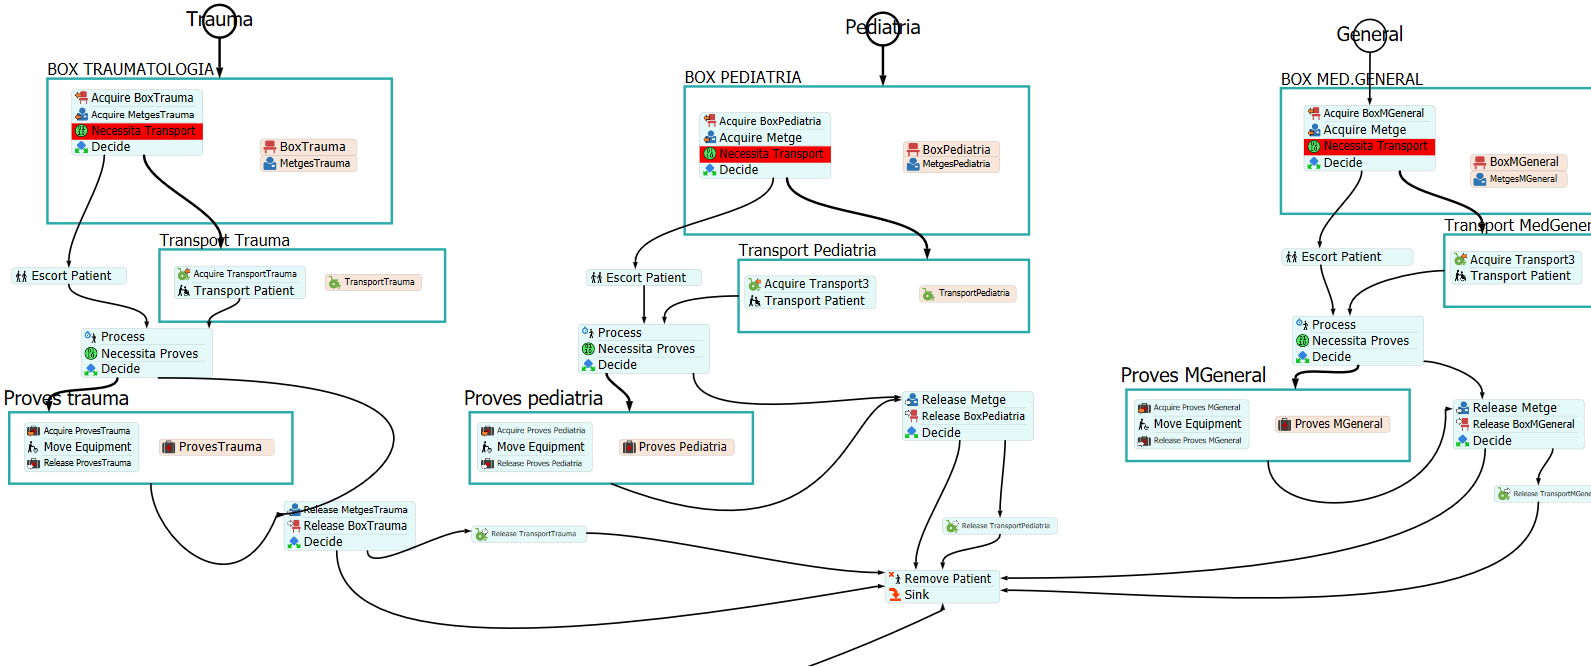 Trauma
BOX TRAUMATOLOGIA
Acquire BoxTrauma
Acquire MetgesTrauma
Necessita Transport
Decide
BoxTrauma
MetgesTrauma
Transport Trauma
Escort Patient
Acquire TransportTrauma
Transport Patient
TransportTrauma
Process
Necessita Proves
Decide
Proves trauma
Acquire ProvesTrauma
Move Equipment
Release ProvesTrauma
ProvesTrauma
Release MetgesTrauma
Release BoxTrauma
Decide
Release TransportTrauma
Pediatria
BOX PEDIATRIA
Acquire BoxPediatria
Acquire Metge
Necessita Transport
Decide
BoxPediatria
MetgesPediatria
Transport Pediatria
Escort Patient
Acquire Transport3
Transport Patient
TransportPediatria
Process
Necessita Proves
Decide
Proves pediatria
Acquire Proves Pediatria
Move Equipment
Release Proves Pediatria
Proves Pediatria
Release Metge
Release BoxPediatria
Decide
Release TransportPediatria
Remove Patient
Sink
General
BOX MED.GENERAL
Acquire BoxMGeneral
Acquire Metge
Necessita Transport
Decide
BoxMGeneral
MetgesMGeneral
Transport MedGener
Escort Patient
Acquire Transport3
Transport Patient
Process
Necessita Proves
Decide
Proves MGeneral
Acquire Proves MGeneral
Move Equipment
Release Proves MGeneral
Proves MGeneral
Release Metge
Release BoxMGeneral
Decide
Release TransportMGene